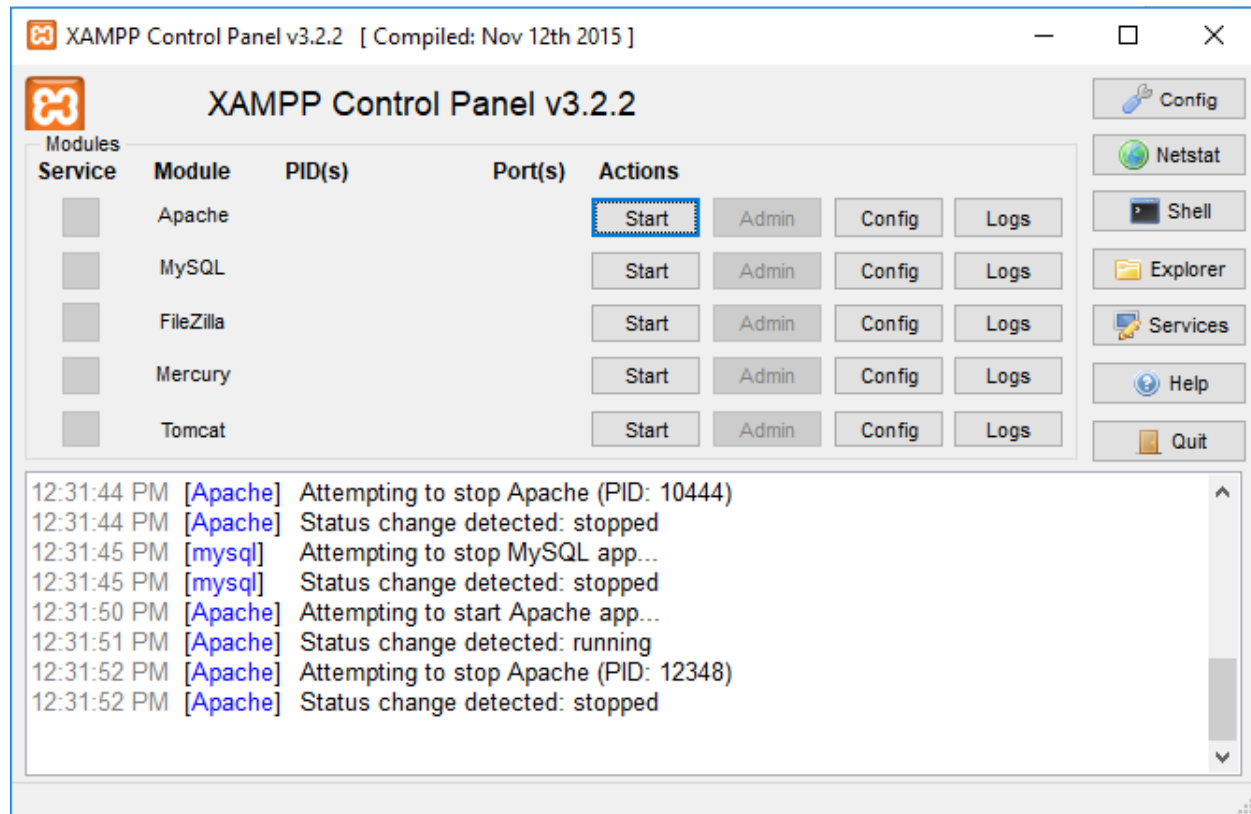 XAMPP Control Panel v3.2.2 [ Compiled: Nov 12th 2015 ]
XAMPP Control Panel v3.2.2
Config
Modules
Netstat
Service Module PID(s) Port(s) Actions
Apache Start Admin Config Logs
Shell
MySQL Start Admin Config Logs
Explorer
FileZilla Start Admin Config Logs
Services
Mercury Start Admin Config Logs
Help
Tomcat Start Admin Config Logs
Quit
12:31:44 PM [Apache] Attempting to stop Apache (PID: 10444)
12:31:44 PM [Apache] Status change detected: stopped
12:31:45 PM [mysql] Attempting to stop MySQL app...
12:31:45 PM [mysql] Status change detected: stopped
12:31:50 PM [Apache] Attempting to start Apache app...
12:31:51 PM [Apache] Status change detected: running
12:31:52 PM [Apache] Attempting to stop Apache (PID: 12348)
12:31:52 PM [Apache] Status change detected: stopped